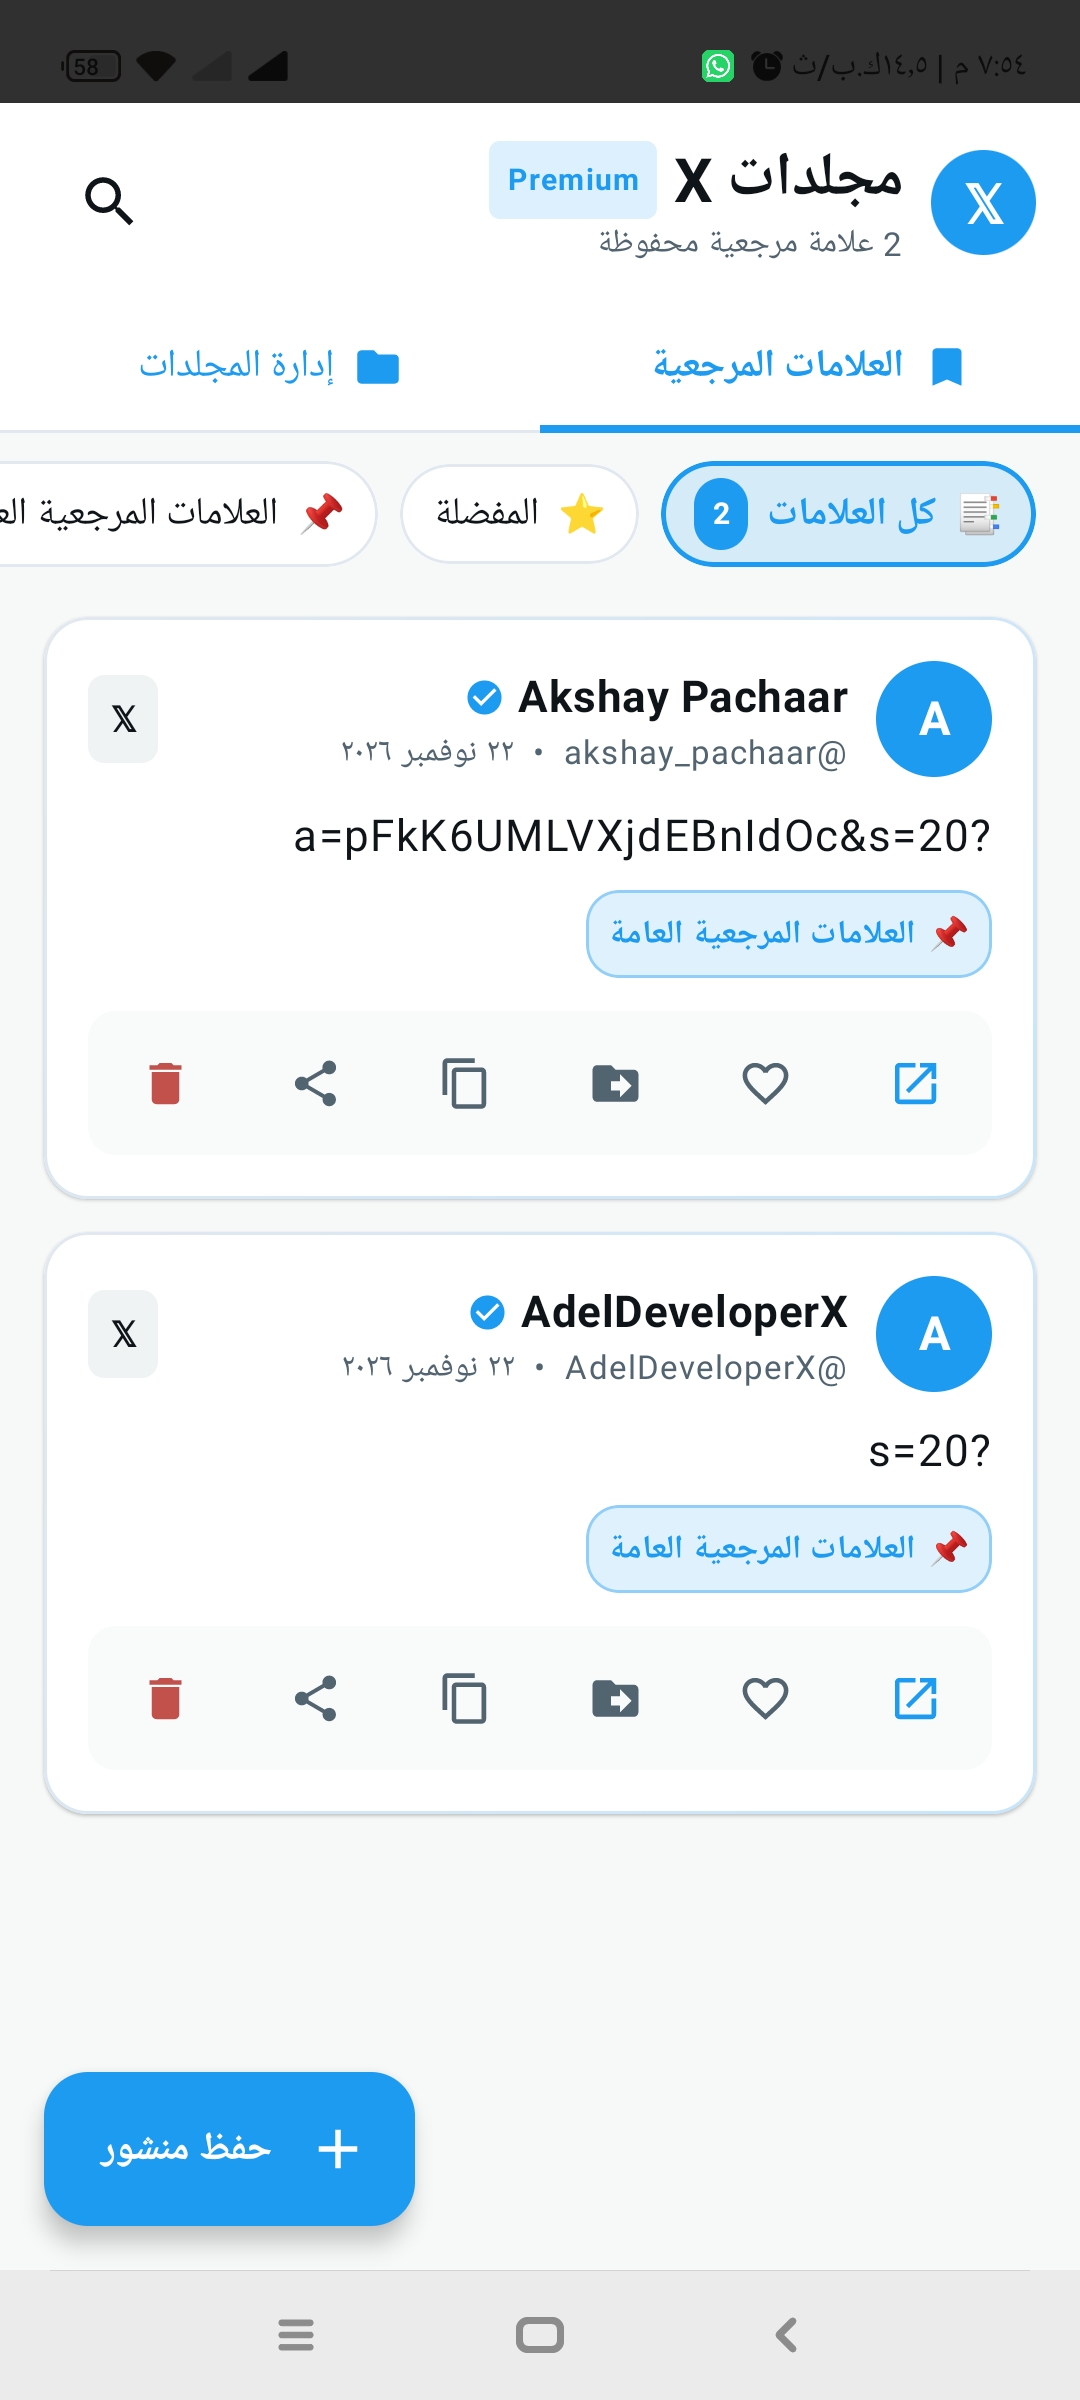 ٧:٥٤ م | ١٤,٥ك.ب/ث
58
مجلدات X Premium
2 علامة مرجعية محفوظة
العلامات المرجعية
إدارة المجلدات
كل العلامات 2
المفضلة
العلامات المرجعية
Akshay Pachaar
@akshay_pachaar • ٢٢ نوفمبر ٢٠٢٦
A
a=pFkK6UMLVXjdEBnIdOc&s=20?
العلامات المرجعية العامة
AdelDeveloperX
@AdelDeveloperX • ٢٢ نوفمبر ٢٠٢٦
A
s=20?
العلامات المرجعية العامة
حفظ منشور